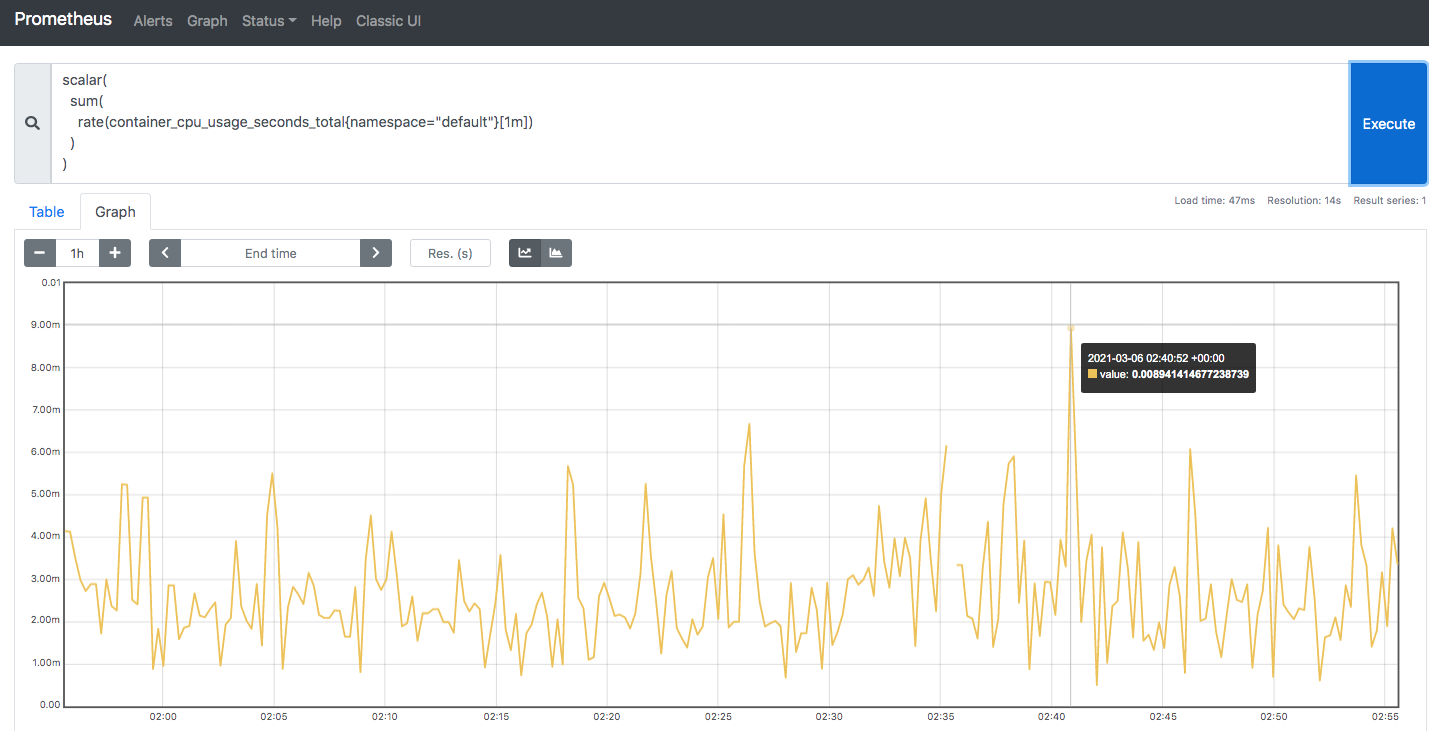 Prometheus Alerts Graph Status Help Classic UI
scalar(
sum(
rate(container_cpu_usage_seconds_total{namespace="default"}[1m])
)
)
Execute
Load time: 47ms Resolution: 14s Result series: 1
Table Graph
1h End time Res. (s)
0.01
9.00m
8.00m
7.00m
6.00m
5.00m
4.00m
3.00m
2.00m
1.00m
0.00
2021-03-06 02:40:52 +00:00
value: 0.008941414677238739
02:00 02:05 02:10 02:15 02:20 02:25 02:30 02:35 02:40 02:45 02:50 02:55